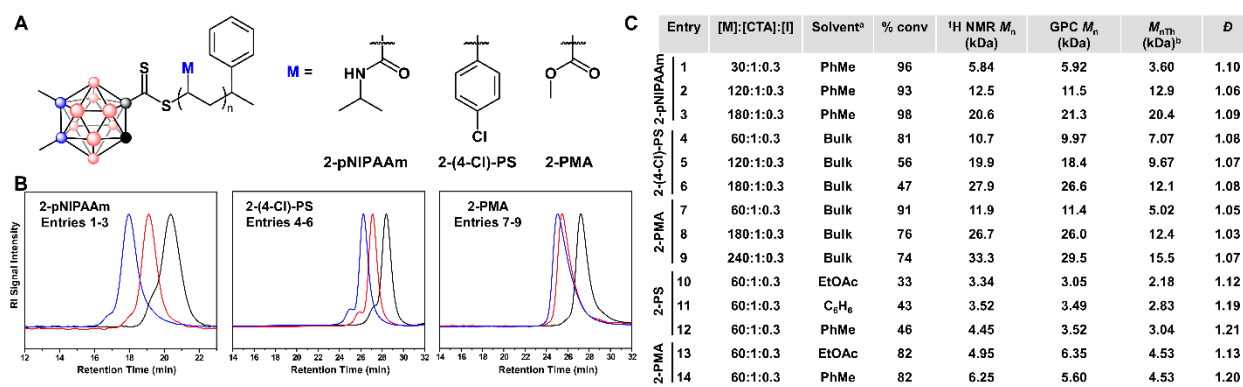 A
S
S
M
n
M =
HN
O
Cl
O
O
2-pNIPAAm 2-(4-Cl)-PS 2-PMA
B
RI Signal Intensity
2-pNIPAAm
Entries 1-3
12 14 16 18 20 22
Retention Time (min)
2-(4-Cl)-PS
Entries 4-6
14 16 18 20 22 24 26 28 30 32
Retention Time (min)
2-PMA
Entries 7-9
14 16 18 20 22 24 26 28 30 32
Retention Time (min)
C
Entry [M]:[CTA]:[I] Solventᵃ % conv ¹H NMR Mn (kDa) GPC Mn (kDa) MnTh (kDa)ᵇ Đ
2-pNIPAAm
1 30:1:0.3 PhMe 96 5.84 5.92 3.60 1.10
2 120:1:0.3 PhMe 93 12.5 11.5 12.9 1.06
3 180:1:0.3 PhMe 98 20.6 21.3 20.4 1.09
2-(4-Cl)-PS
4 60:1:0.3 Bulk 81 10.7 9.97 7.07 1.08
5 120:1:0.3 Bulk 56 19.9 18.4 9.67 1.07
6 180:1:0.3 Bulk 47 27.9 26.6 12.1 1.08
2-PMA
7 60:1:0.3 Bulk 91 11.9 11.4 5.02 1.05
8 180:1:0.3 Bulk 76 26.7 26.0 12.4 1.03
9 240:1:0.3 Bulk 74 33.3 29.5 15.5 1.07
2-PS
10 60:1:0.3 EtOAc 33 3.34 3.05 2.18 1.12
11 60:1:0.3 C₆H₆ 43 3.52 3.49 2.83 1.19
12 60:1:0.3 PhMe 46 4.45 3.52 3.04 1.21
2-PMA
13 60:1:0.3 EtOAc 82 4.95 6.35 4.53 1.13
14 60:1:0.3 PhMe 82 6.25 5.60 4.53 1.20